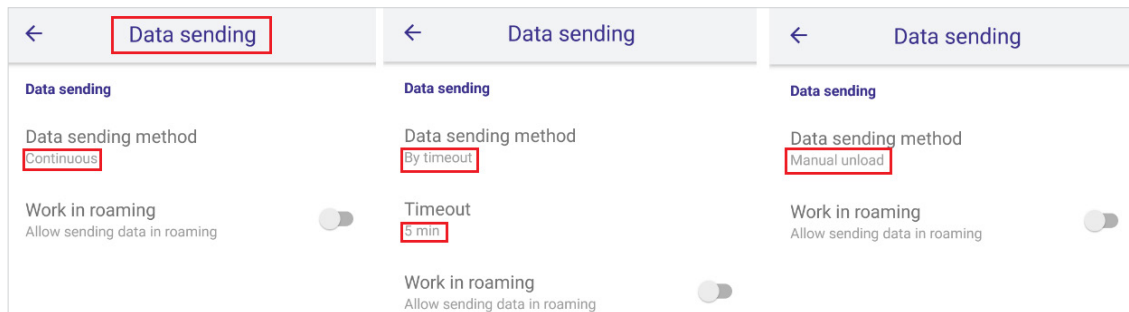 Data sending
Data sending
Data sending method
Continuous
Work in roaming
Allow sending data in roaming
Data sending
Data sending
Data sending method
By timeout
Timeout
5 min
Work in roaming
Allow sending data in roaming
Data sending
Data sending
Data sending method
Manual unload
Work in roaming
Allow sending data in roaming